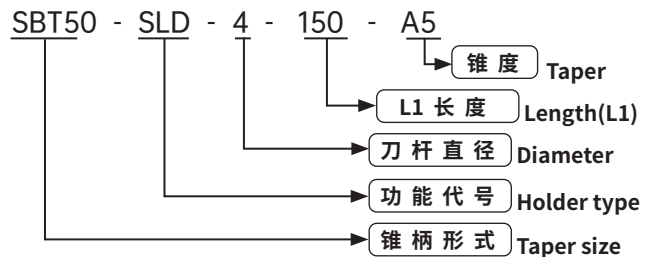 SBT50 - SLD - 4 - 150 - A5
锥度 Taper
L1 长度 Length(L1)
刀杆直径 Diameter
功能代号 Holder type
锥柄形式 Taper size